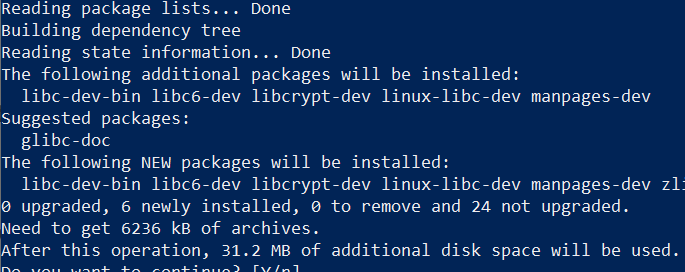 Reading package lists... Done
Building dependency tree
Reading state information... Done
The following additional packages will be installed:
libc-dev-bin libc6-dev libcrypt-dev linux-libc-dev manpages-dev
Suggested packages:
glibc-doc
The following NEW packages will be installed:
libc-dev-bin libc6-dev libcrypt-dev linux-libc-dev manpages-dev zli
0 upgraded, 6 newly installed, 0 to remove and 24 not upgraded.
Need to get 6236 kB of archives.
After this operation, 31.2 MB of additional disk space will be used.
Do you want to continue? [Y/n]